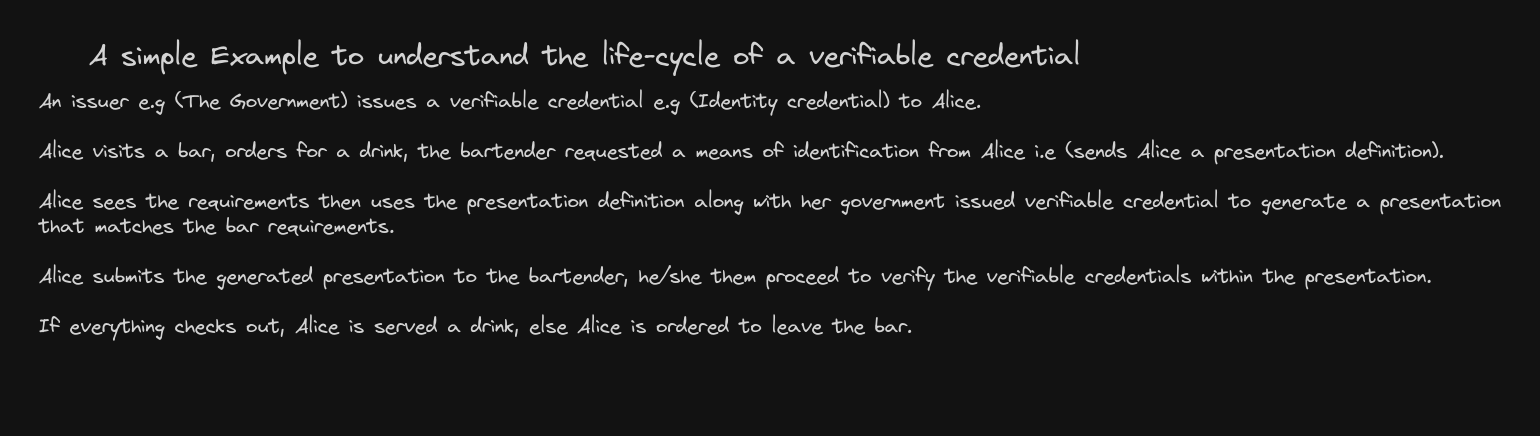 A simple Example to understand the life-cycle of a verifiable credential
An issuer e.g (The Government) issues a verifiable credential e.g (Identity credential) to Alice.
Alice visits a bar, orders for a drink, the bartender requested a means of identification from Alice i.e (sends Alice a presentation definition).
Alice sees the requirements then uses the presentation definition along with her government issued verifiable credential to generate a presentation
that matches the bar requirements.
Alice submits the generated presentation to the bartender, he/she them proceed to verify the verifiable credentials within the presentation.
If everything checks out, Alice is served a drink, else Alice is ordered to leave the bar.